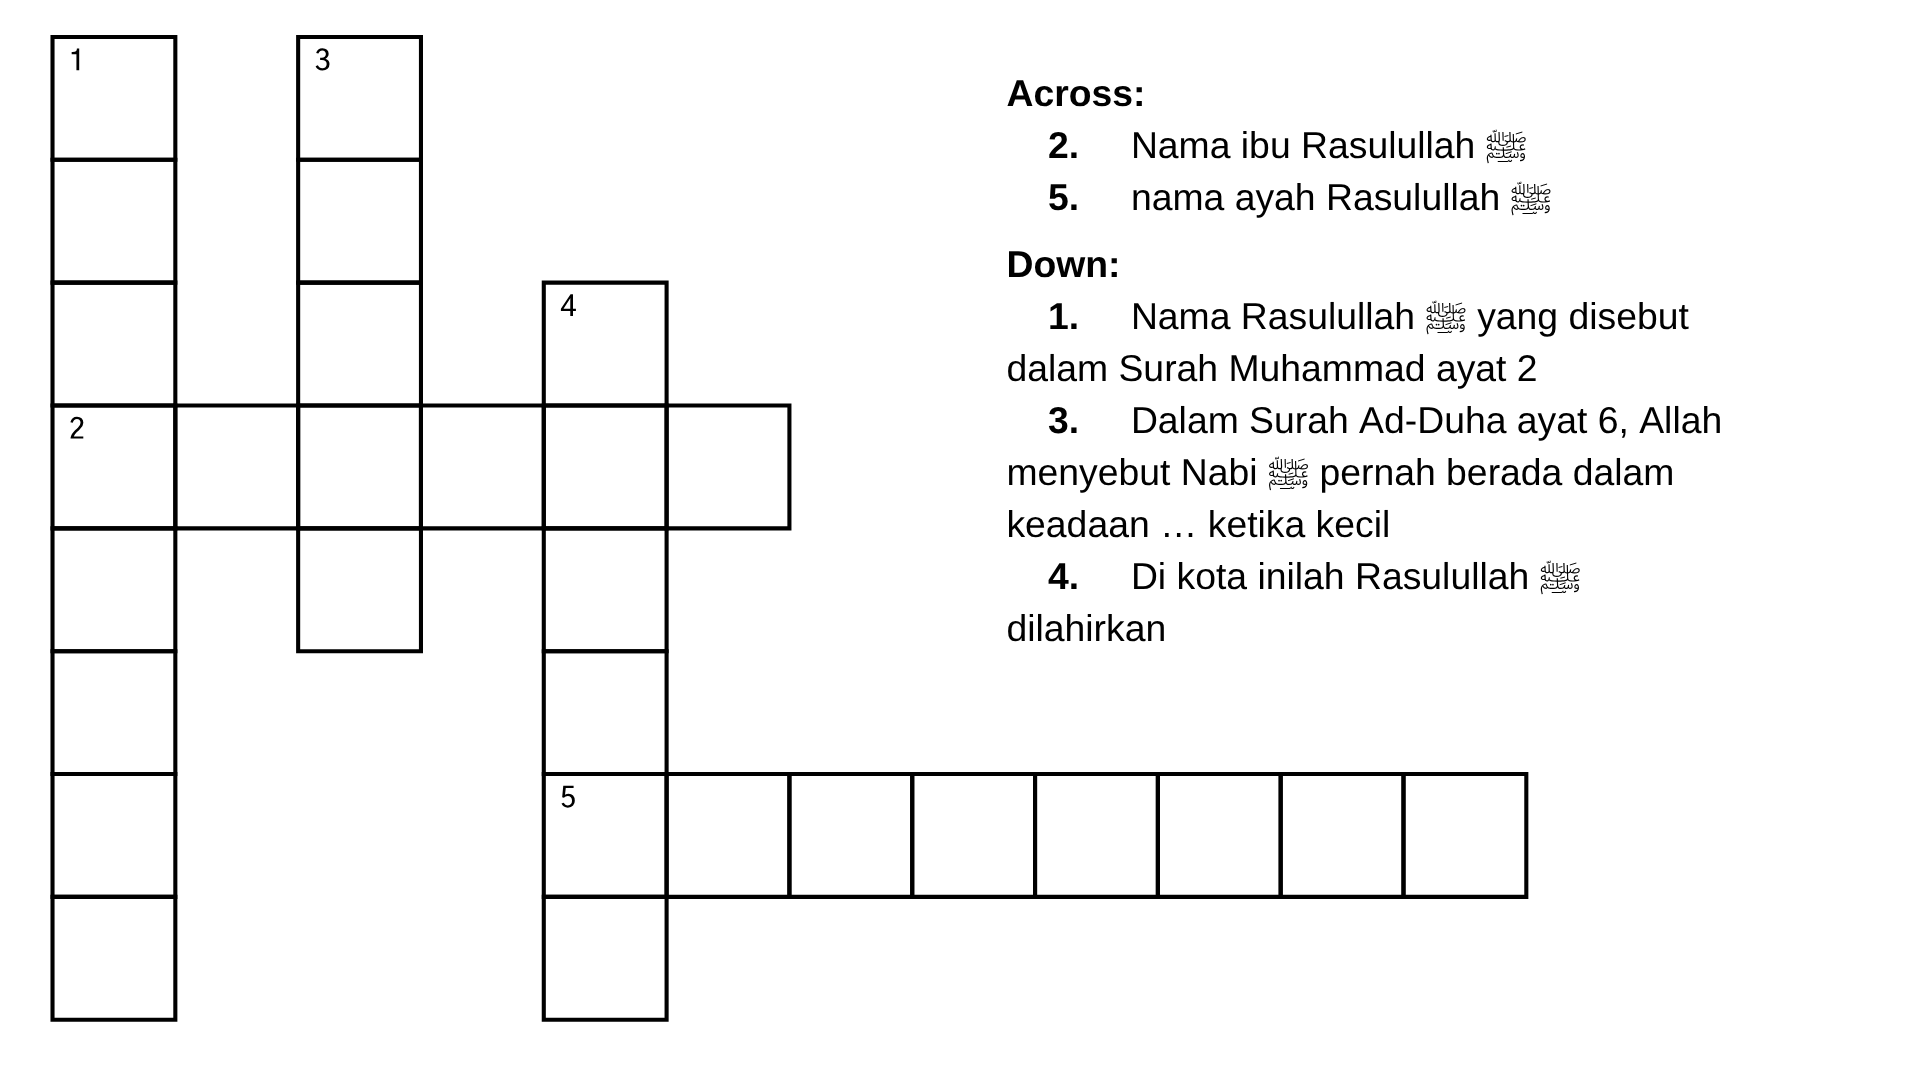 1
3
4
2
5
Across:
2. Nama ibu Rasulullah ﷺ
5. nama ayah Rasulullah ﷺ
Down:
1. Nama Rasulullah ﷺ yang disebut
dalam Surah Muhammad ayat 2
3. Dalam Surah Ad-Duha ayat 6, Allah
menyebut Nabi ﷺ pernah berada dalam
keadaan … ketika kecil
4. Di kota inilah Rasulullah ﷺ
dilahirkan